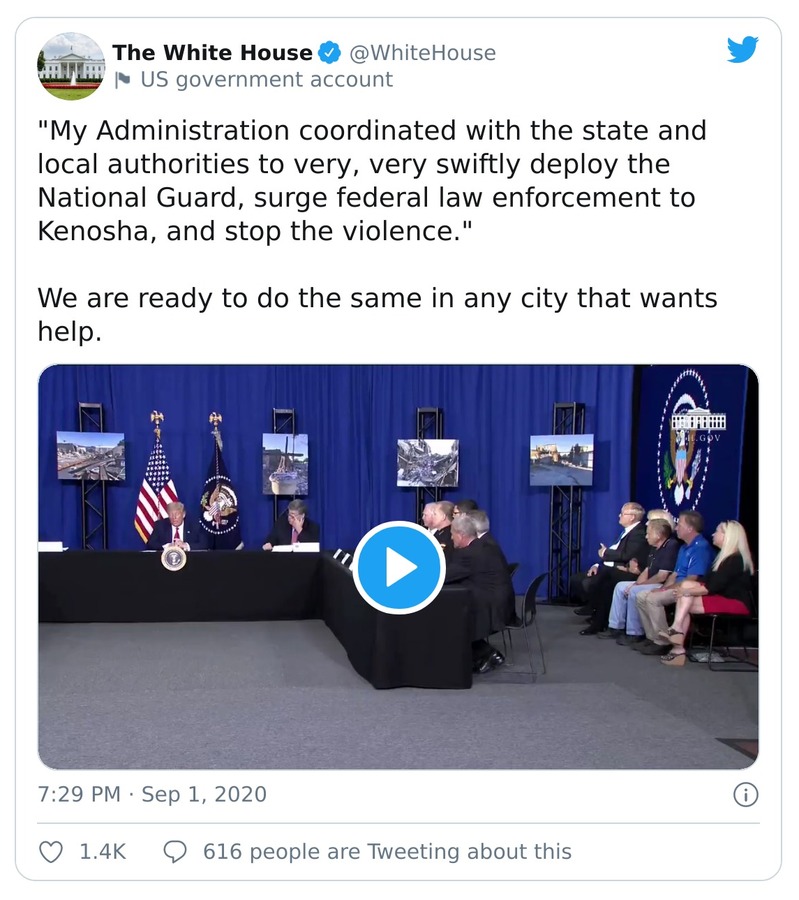 The White House @WhiteHouse
US government account
"My Administration coordinated with the state and
local authorities to very, very swiftly deploy the
National Guard, surge federal law enforcement to
Kenosha, and stop the violence."
We are ready to do the same in any city that wants
help.
7:29 PM · Sep 1, 2020
1.4K 616 people are Tweeting about this